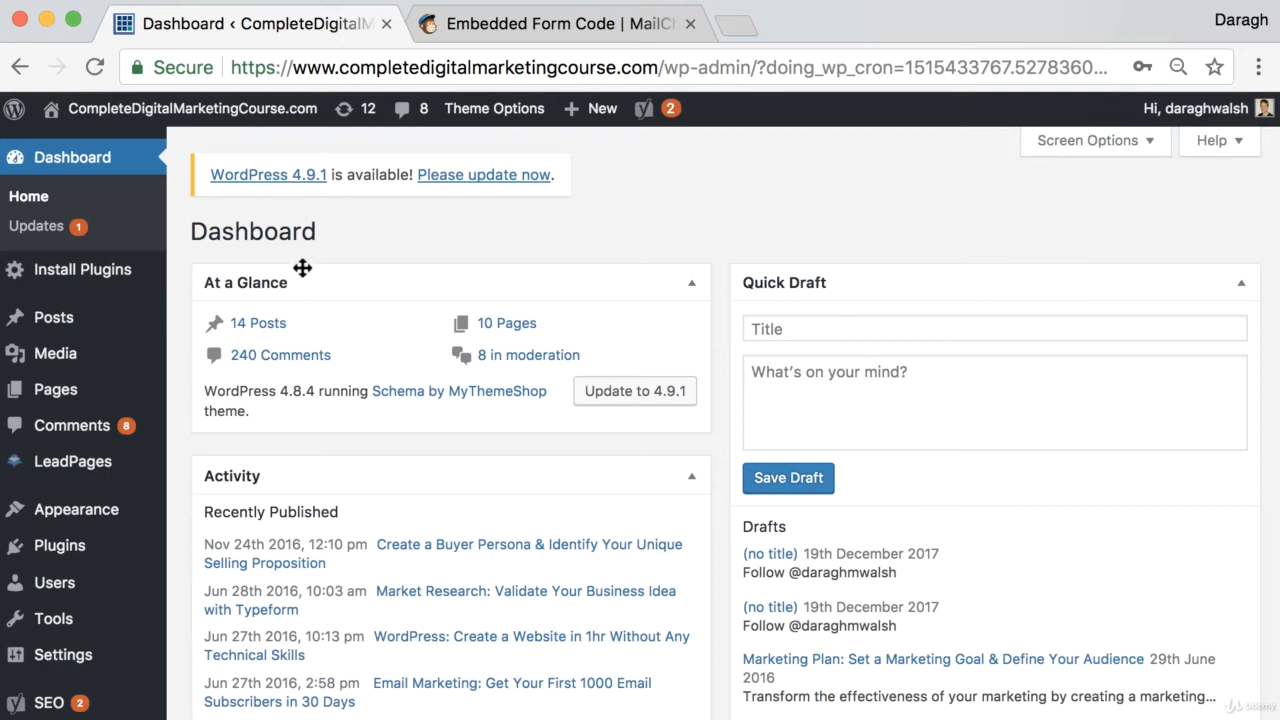 Dashboard ‹ CompleteDigitalM
Embedded Form Code | MailCh
Daragh
Secure
https://www.completedigitalmarketingcourse.com/wp-admin/?doing_wp_cron=1515433767.5278360...
CompleteDigitalMarketingCourse.com
12
8
Theme Options
New
2
Hi, daraghwalsh
Dashboard
Home
Updates 1
Install Plugins
Posts
Media
Pages
Comments 8
LeadPages
Appearance
Plugins
Users
Tools
Settings
SEO 2
Screen Options
Help
WordPress 4.9.1 is available! Please update now.
Dashboard
At a Glance
14 Posts
10 Pages
240 Comments
8 in moderation
WordPress 4.8.4 running Schema by MyThemeShop
theme.
Update to 4.9.1
Activity
Recently Published
Nov 24th 2016, 12:10 pm Create a Buyer Persona & Identify Your Unique
Selling Proposition
Jun 28th 2016, 10:03 am Market Research: Validate Your Business Idea
with Typeform
Jun 27th 2016, 10:13 pm WordPress: Create a Website in 1hr Without Any
Technical Skills
Jun 27th 2016, 2:58 pm Email Marketing: Get Your First 1000 Email
Subscribers in 30 Days
Quick Draft
Title
What's on your mind?
Save Draft
Drafts
(no title) 19th December 2017
Follow @daraghmwalsh
(no title) 19th December 2017
Follow @daraghmwalsh
Marketing Plan: Set a Marketing Goal & Define Your Audience 29th June
2016
Transform the effectiveness of your marketing by creating a marketing...
Udemy